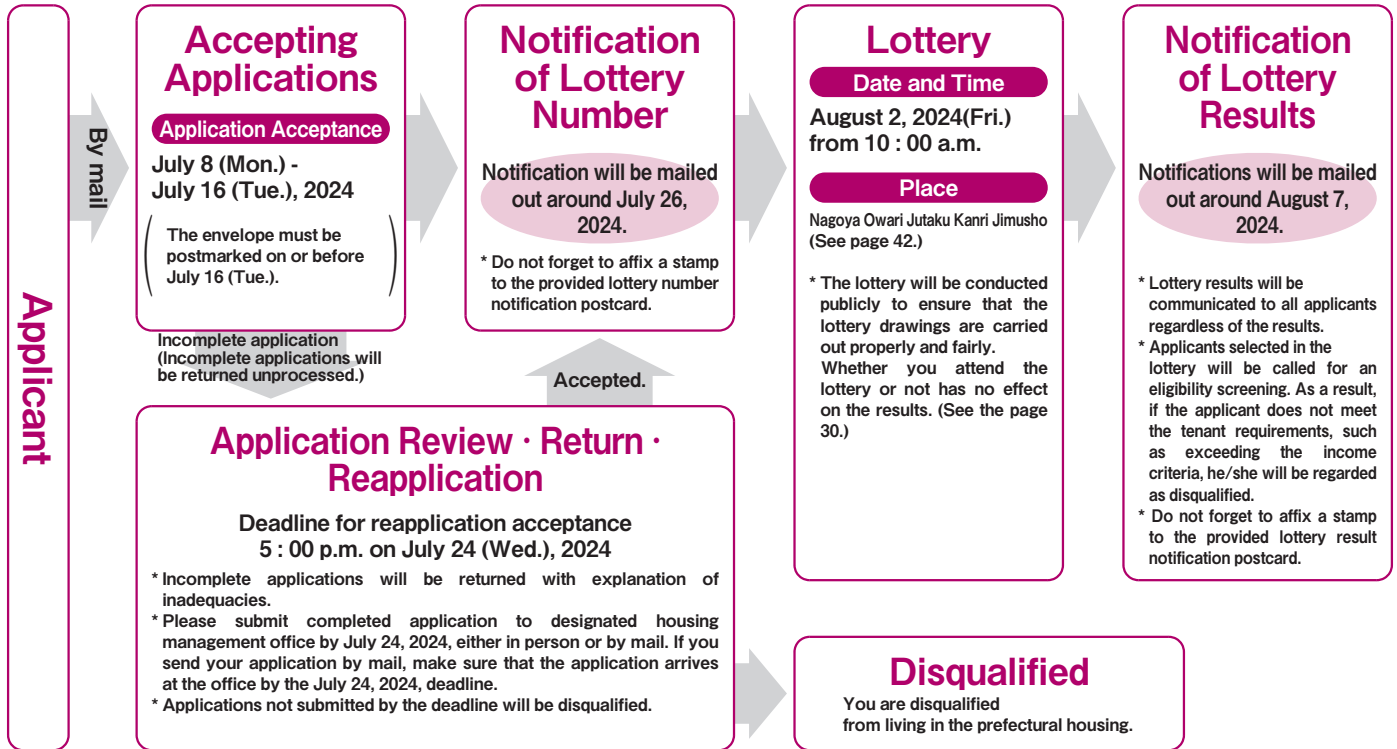 Applicant
By mail
Accepting
Applications
Application Acceptance
July 8 (Mon.) -
July 16 (Tue.), 2024
The envelope must be
postmarked on or before
July 16 (Tue.).
Incomplete application
(Incomplete applications will
be returned unprocessed.)
Application Review · Return ·
Reapplication
Deadline for reapplication acceptance
5 : 00 p.m. on July 24 (Wed.), 2024
* Incomplete applications will be returned with explanation of
inadequacies.
* Please submit completed application to designated housing
management office by July 24, 2024, either in person or by mail. If you
send your application by mail, make sure that the application arrives
at the office by the July 24, 2024, deadline.
* Applications not submitted by the deadline will be disqualified.
Accepted.
Notification
of Lottery
Number
Notification will be mailed
out around July 26,
2024.
* Do not forget to affix a stamp
to the provided lottery number
notification postcard.
Lottery
Date and Time
August 2, 2024(Fri.)
from 10 : 00 a.m.
Place
Nagoya Owari Jutaku Kanri Jimusho
(See page 42.)
* The lottery will be conducted
publicly to ensure that the
lottery drawings are carried
out properly and fairly.
Whether you attend the
lottery or not has no effect
on the results. (See the page
30.)
Notification
of Lottery
Results
Notifications will be mailed
out around August 7,
2024.
* Lottery results will be
communicated to all applicants
regardless of the results.
* Applicants selected in the
lottery will be called for an
eligibility screening. As a result,
if the applicant does not meet
the tenant requirements, such
as exceeding the income
criteria, he/she will be regarded
as disqualified.
* Do not forget to affix a stamp
to the provided lottery result
notification postcard.
Disqualified
You are disqualified
from living in the prefectural housing.